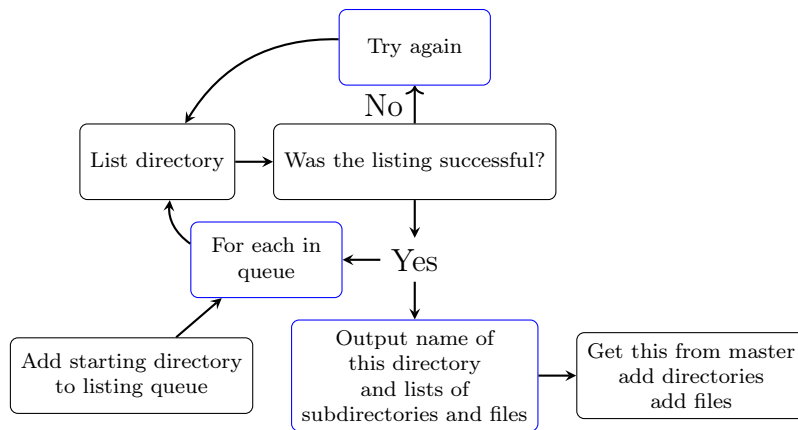 Try again
No
List directory
Was the listing successful?
For each in
queue
Yes
Add starting directory
to listing queue
Output name of
this directory
and lists of
subdirectories and files
Get this from master
add directories
add files